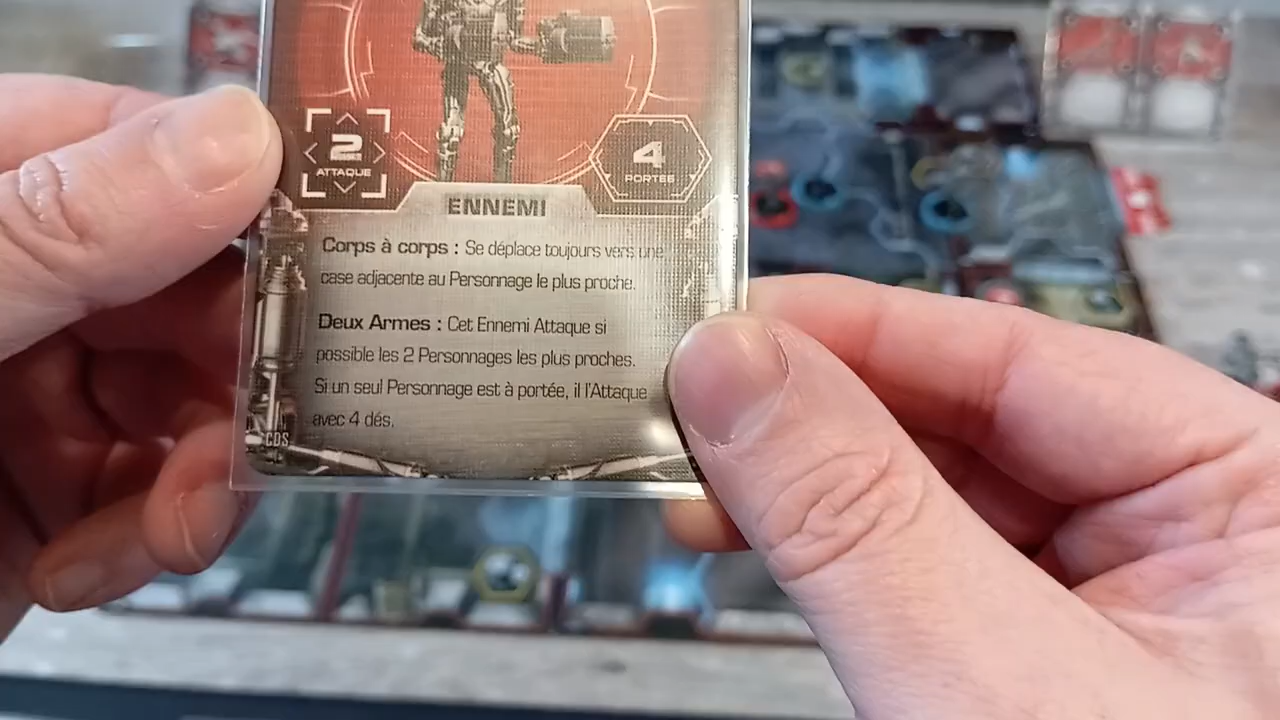 2
ATTAQUE
4
PORTÉE
ENNEMI
Corps à corps : Se déplace toujours vers une
case adjacente au Personnage le plus proche.
Deux Armes : Cet Ennemi Attaque si
possible les 2 Personnages les plus proches.
Si un seul Personnage est à portée, il l'Attaque
avec 4 dés.
CDS